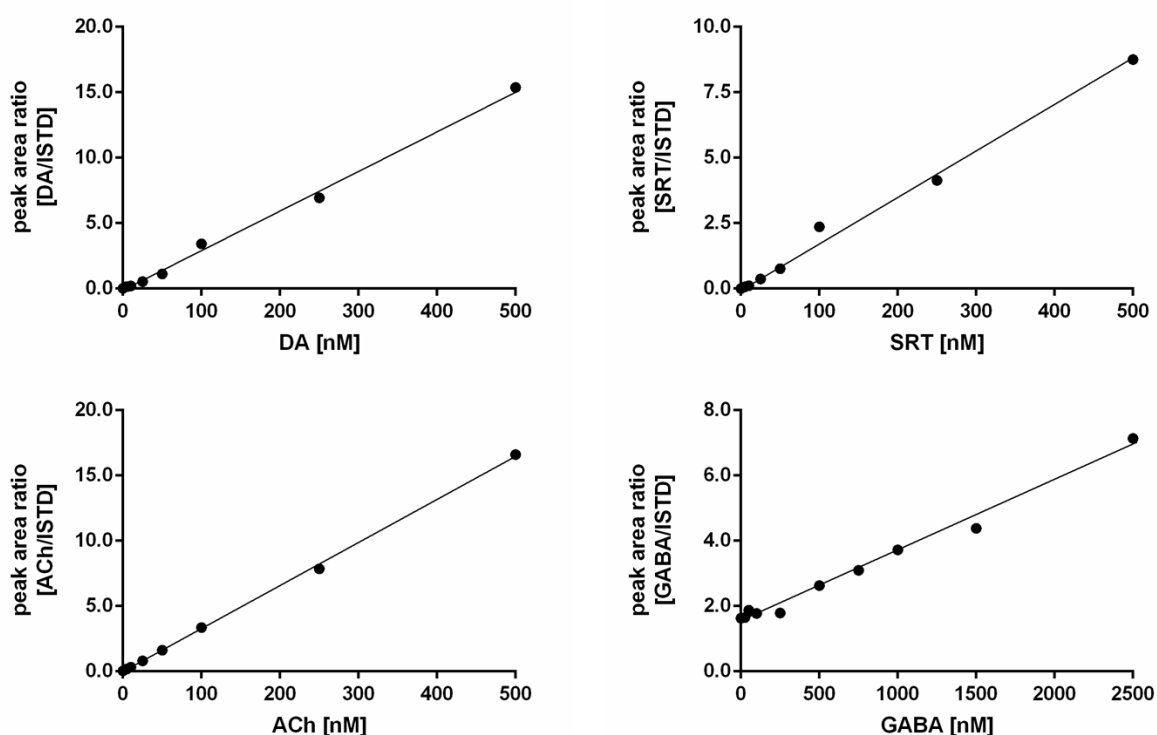 peak area ratio
[DA/ISTD]
20.0
15.0
10.0
5.0
0.0
0 100 200 300 400 500
DA [nM]
peak area ratio
[SRT/ISTD]
10.0
7.5
5.0
2.5
0.0
0 100 200 300 400 500
SRT [nM]
peak area ratio
[ACh/ISTD]
20.0
15.0
10.0
5.0
0.0
0 100 200 300 400 500
ACh [nM]
peak area ratio
[GABA/ISTD]
8.0
6.0
4.0
2.0
0.0
0 500 1000 1500 2000 2500
GABA [nM]